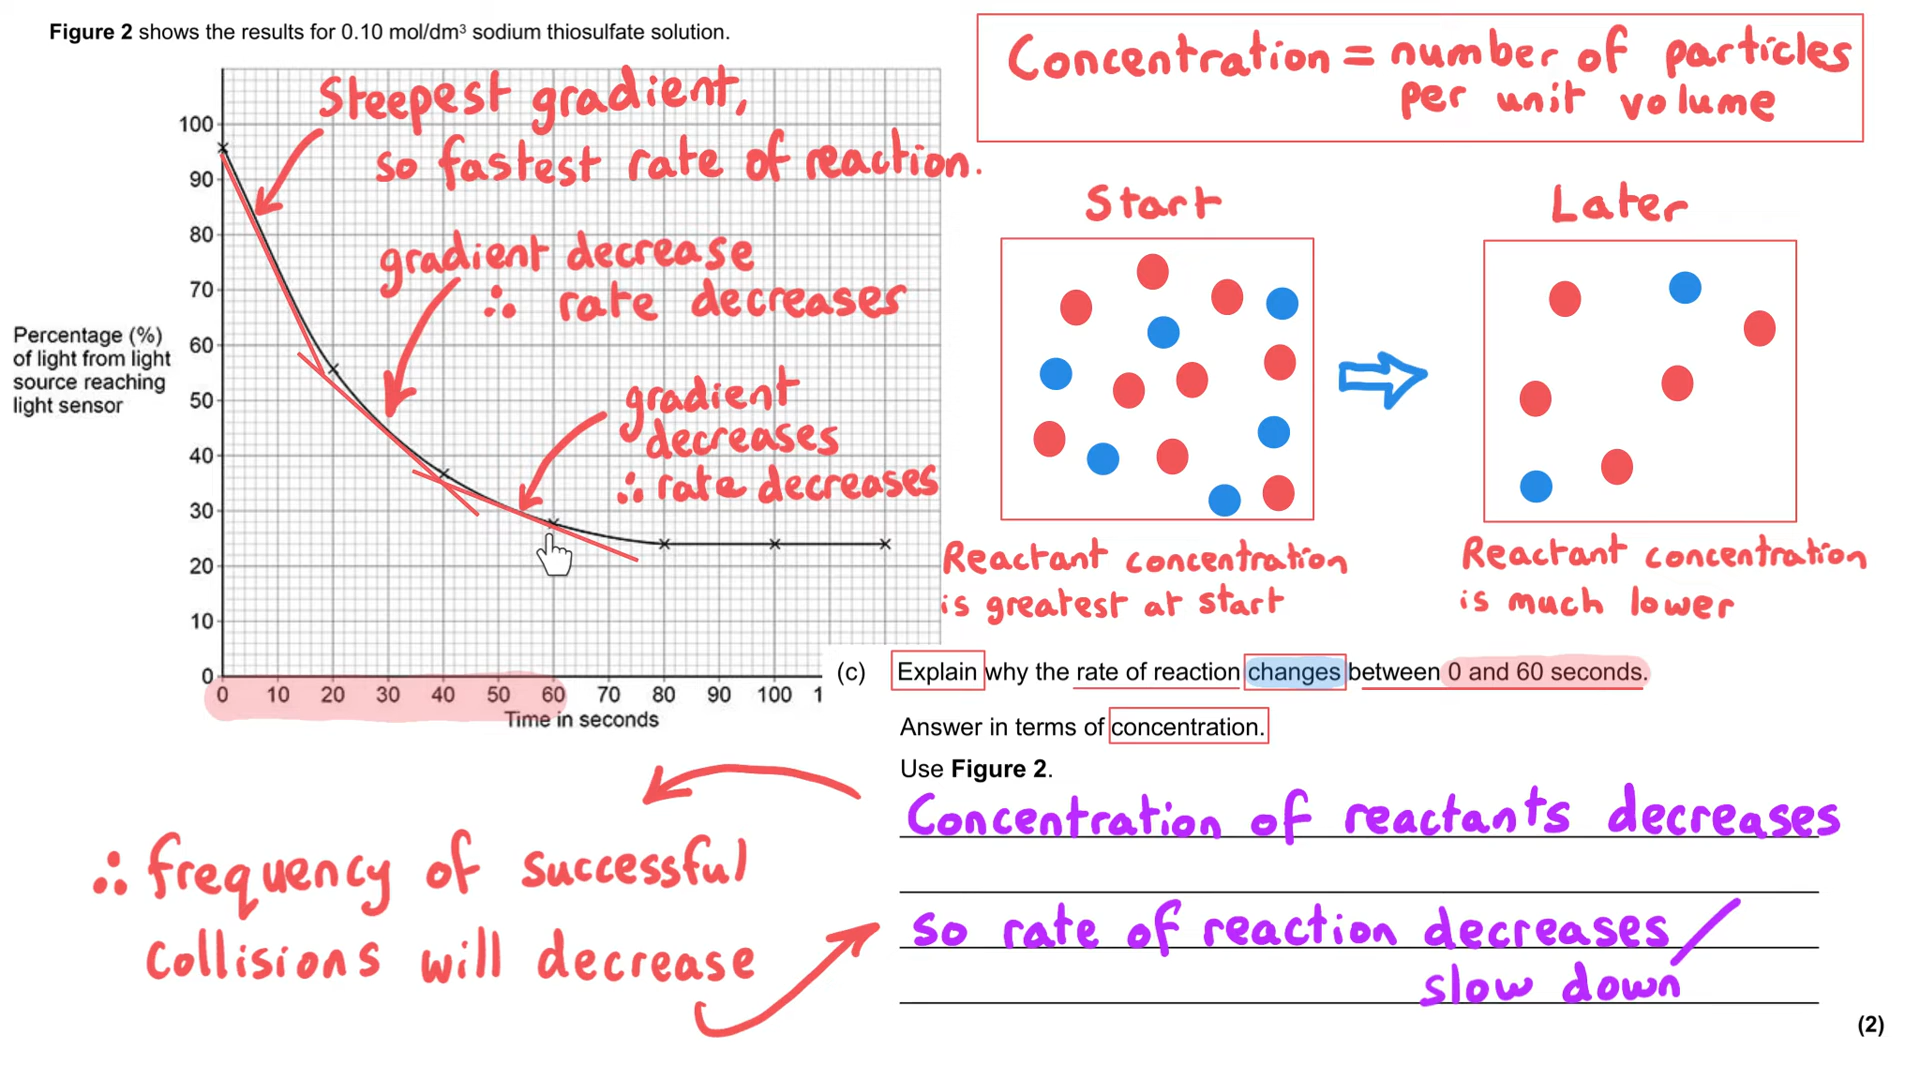 Figure 2 shows the results for 0.10 mol/dm³ sodium thiosulfate solution.
Concentration = number of particles
per unit volume
Steepest gradient,
so fastest rate of reaction.
gradient decrease
∴ rate decreases
gradient
decreases
∴ rate decreases
Percentage (%)
of light from light
source reaching
light sensor
100
90
80
70
60
50
40
30
20
10
0
0 10 20 30 40 50 60 70 80 90 100 1
Time in seconds
Start
Later
Reactant concentration
is greatest at start
Reactant concentration
is much lower
(c) Explain why the rate of reaction changes between 0 and 60 seconds.
Answer in terms of concentration.
Use Figure 2.
Concentration of reactants decreases
∴ frequency of successful
collisions will decrease
so rate of reaction decreases /
slow down
(2)